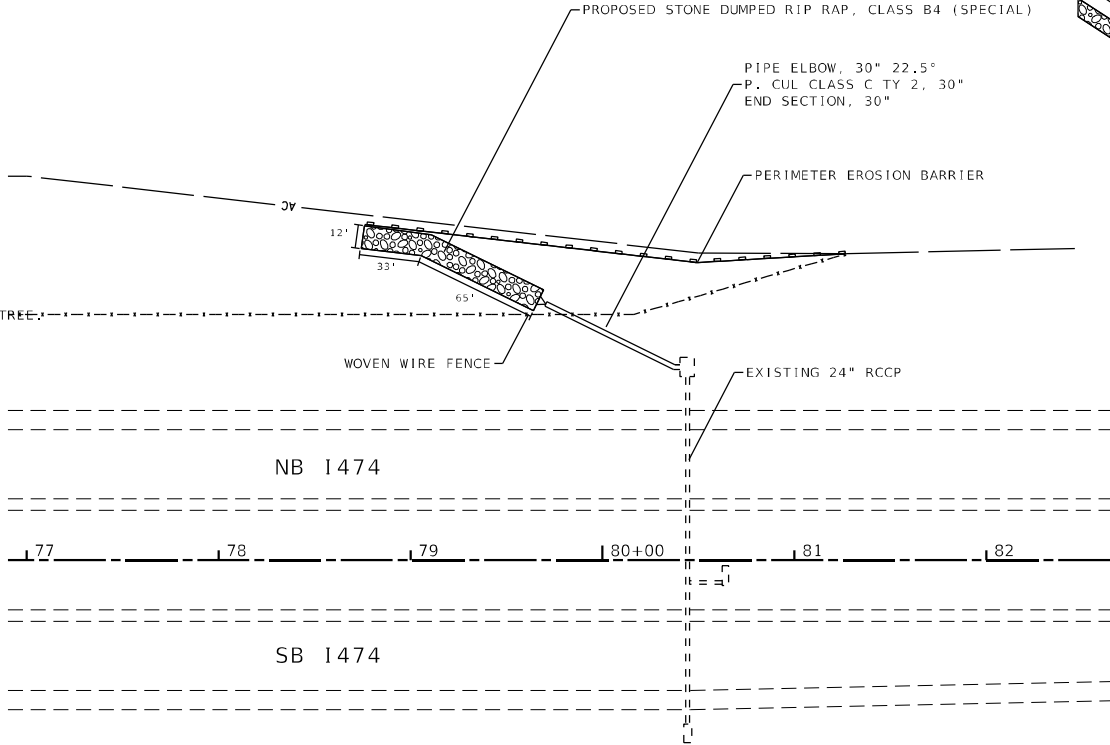 PROPOSED STONE DUMPED RIP RAP, CLASS B4 (SPECIAL)
PIPE ELBOW, 30" 22.5°
P. CUL CLASS C TY 2, 30"
END SECTION, 30"
PERIMETER EROSION BARRIER
AC
12'
33'
65'
TREE.
WOVEN WIRE FENCE
EXISTING 24" RCCP
NB I474
77
78
79
80+00
81
82
SB I474